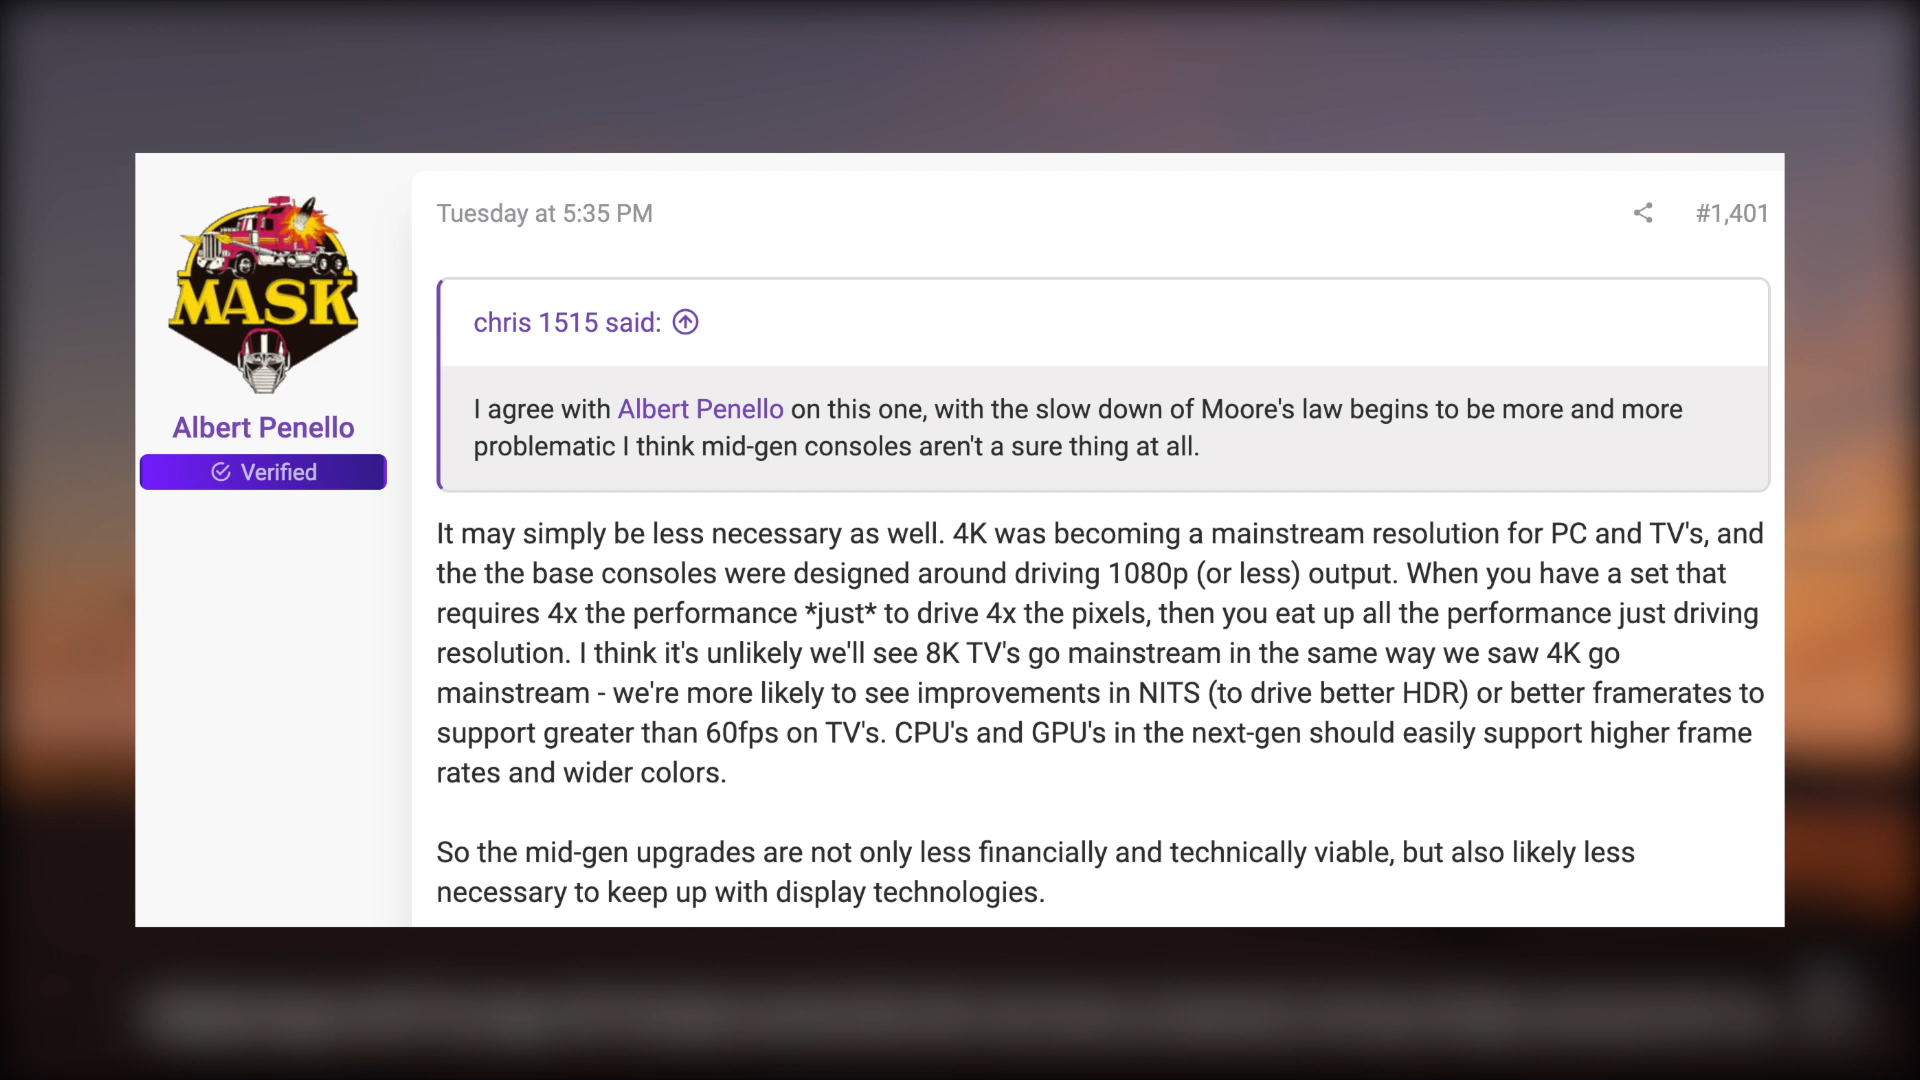 Tuesday at 5:35 PM
#1,401
MASK
Albert Penello
Verified
chris 1515 said:
I agree with Albert Penello on this one, with the slow down of Moore's law begins to be more and more
problematic I think mid-gen consoles aren't a sure thing at all.
It may simply be less necessary as well. 4K was becoming a mainstream resolution for PC and TV's, and
the the base consoles were designed around driving 1080p (or less) output. When you have a set that
requires 4x the performance *just* to drive 4x the pixels, then you eat up all the performance just driving
resolution. I think it's unlikely we'll see 8K TV's go mainstream in the same way we saw 4K go
mainstream - we're more likely to see improvements in NITS (to drive better HDR) or better framerates to
support greater than 60fps on TV's. CPU's and GPU's in the next-gen should easily support higher frame
rates and wider colors.
So the mid-gen upgrades are not only less financially and technically viable, but also likely less
necessary to keep up with display technologies.